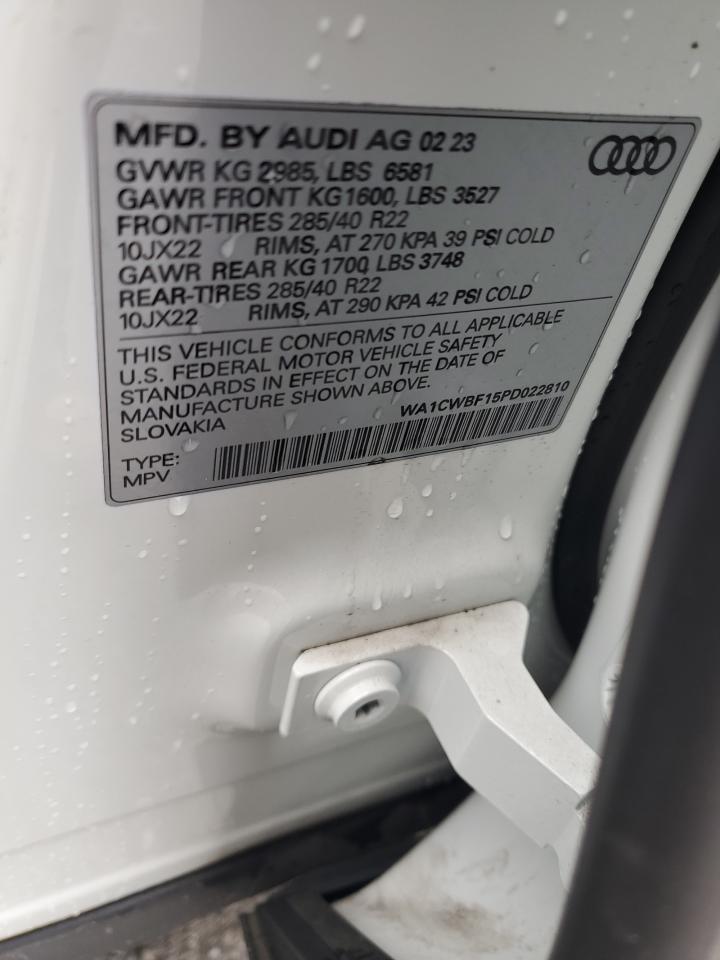 MFD. BY AUDI AG 02 23
GVWR KG 2985, LBS 6581
GAWR FRONT KG1600, LBS 3527
FRONT-TIRES 285/40 R22
10JX22 RIMS, AT 270 KPA 39 PSI COLD
GAWR REAR KG 1700, LBS 3748
REAR-TIRES 285/40 R22
10JX22 RIMS, AT 290 KPA 42 PSI COLD
THIS VEHICLE CONFORMS TO ALL APPLICABLE
U.S. FEDERAL MOTOR VEHICLE SAFETY
STANDARDS IN EFFECT ON THE DATE OF
MANUFACTURE SHOWN ABOVE.
SLOVAKIA
WA1CWBF15PD022810
TYPE:
MPV